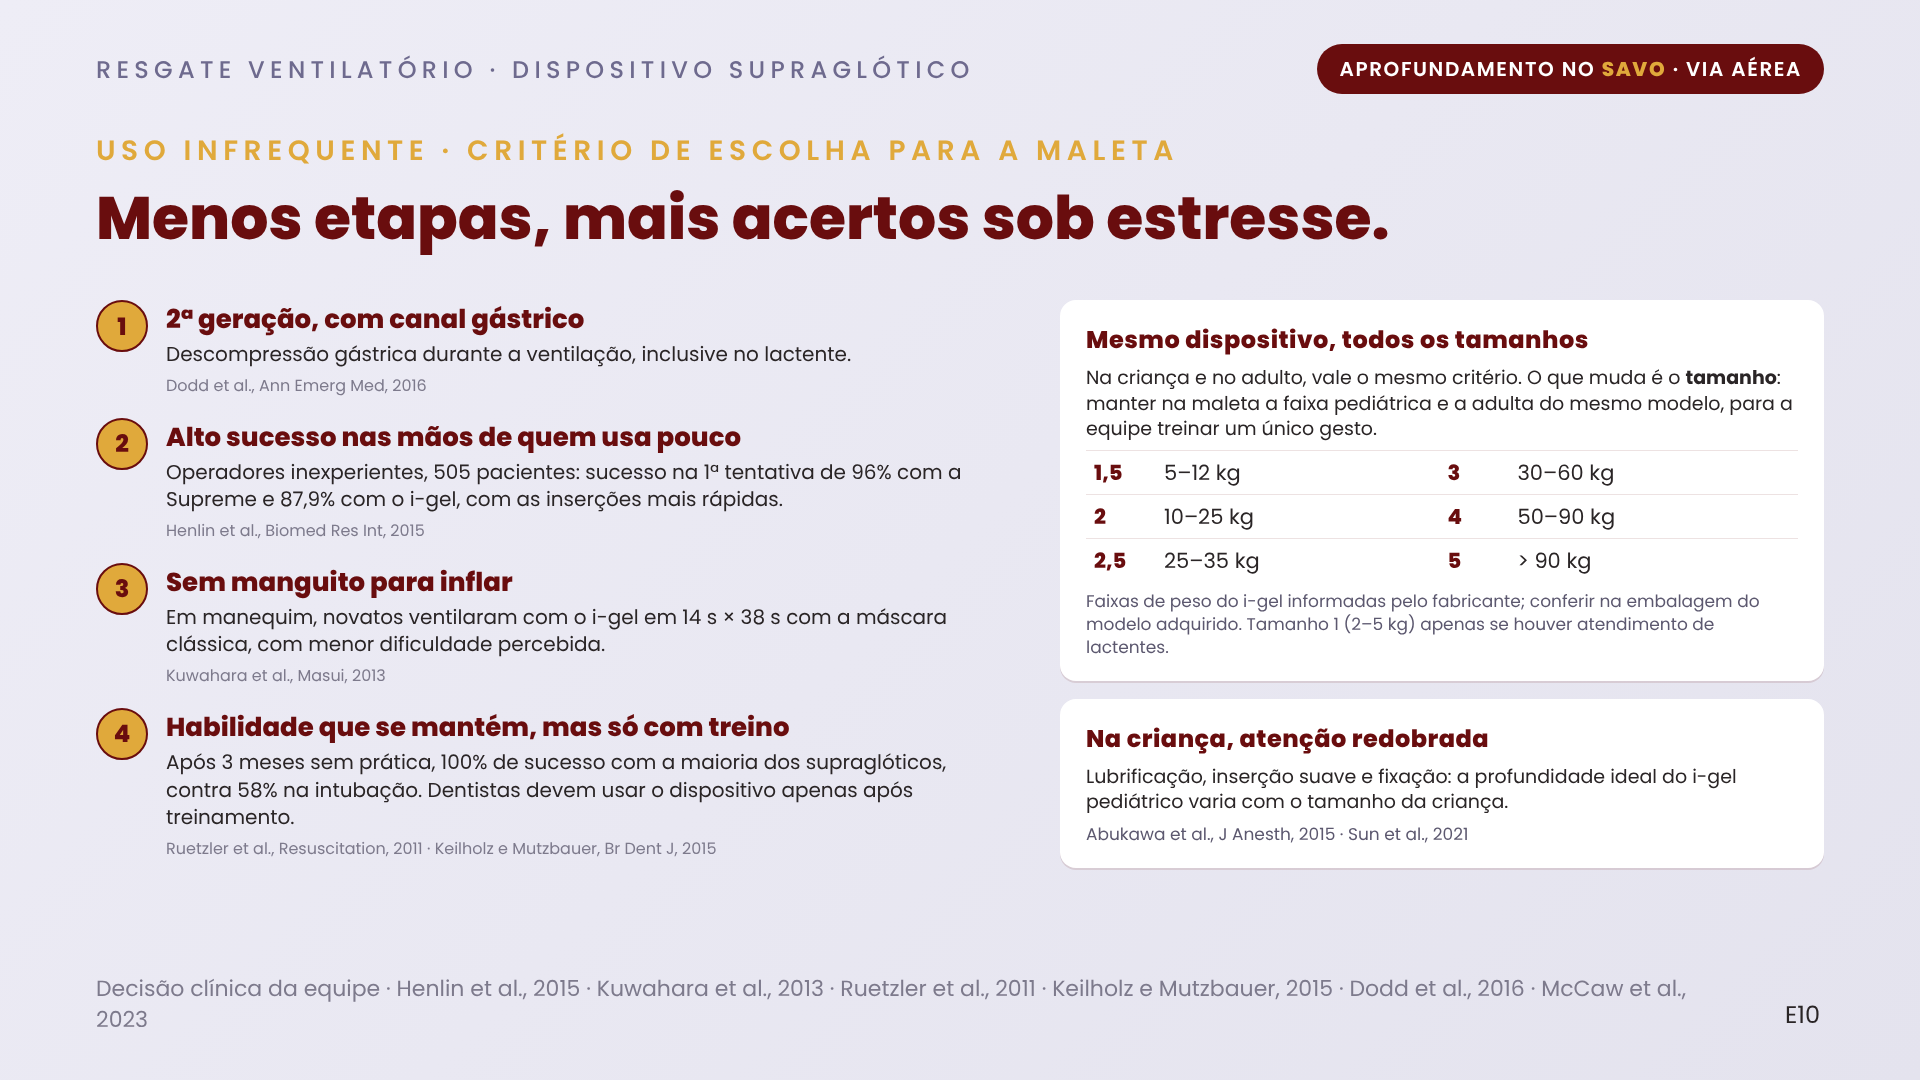 RESGATE VENTILATÓRIO · DISPOSITIVO SUPRAGLÓTICO
APROFUNDAMENTO NO SAVO · VIA AÉREA
USO INFREQUENTE · CRITÉRIO DE ESCOLHA PARA A MALETA
Menos etapas, mais acertos sob estresse.
1
2ª geração, com canal gástrico
Descompressão gástrica durante a ventilação, inclusive no lactente.
Dodd et al., Ann Emerg Med, 2016
2
Alto sucesso nas mãos de quem usa pouco
Operadores inexperientes, 505 pacientes: sucesso na 1ª tentativa de 96% com a
Supreme e 87,9% com o i-gel, com as inserções mais rápidas.
Henlin et al., Biomed Res Int, 2015
3
Sem manguito para inflar
Em manequim, novatos ventilaram com o i-gel em 14 s × 38 s com a máscara
clássica, com menor dificuldade percebida.
Kuwahara et al., Masui, 2013
4
Habilidade que se mantém, mas só com treino
Após 3 meses sem prática, 100% de sucesso com a maioria dos supraglóticos,
contra 58% na intubação. Dentistas devem usar o dispositivo apenas após
treinamento.
Ruetzler et al., Resuscitation, 2011 · Keilholz e Mutzbauer, Br Dent J, 2015
Mesmo dispositivo, todos os tamanhos
Na criança e no adulto, vale o mesmo critério. O que muda é o tamanho:
manter na maleta a faixa pediátrica e a adulta do mesmo modelo, para a
equipe treinar um único gesto.
1,5 5–12 kg 3 30–60 kg
2 10–25 kg 4 50–90 kg
2,5 25–35 kg 5 > 90 kg
Faixas de peso do i-gel informadas pelo fabricante; conferir na embalagem do
modelo adquirido. Tamanho 1 (2–5 kg) apenas se houver atendimento de
lactentes.
Na criança, atenção redobrada
Lubrificação, inserção suave e fixação: a profundidade ideal do i-gel
pediátrico varia com o tamanho da criança.
Abukawa et al., J Anesth, 2015 · Sun et al., 2021
Decisão clínica da equipe · Henlin et al., 2015 · Kuwahara et al., 2013 · Ruetzler et al., 2011 · Keilholz e Mutzbauer, 2015 · Dodd et al., 2016 · McCaw et al.,
2023
E10